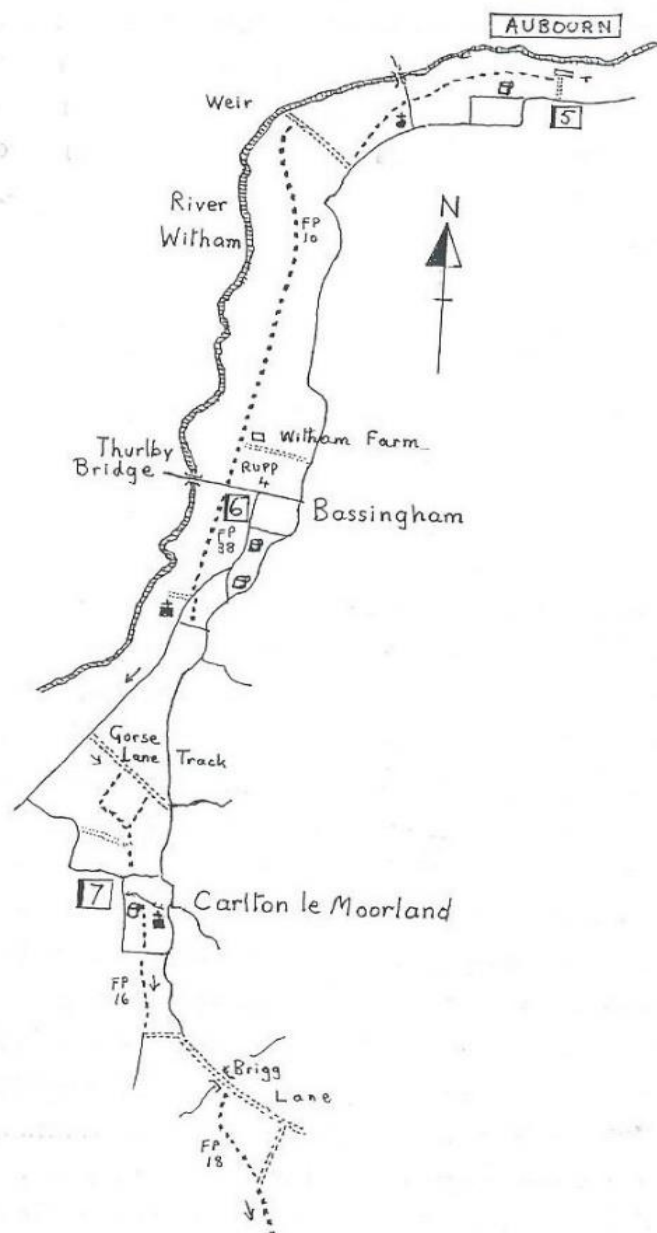 AUBOURN
Weir
5
River
Witham
FP
10
N
Witham Farm
Thurlby
Bridge
RUPP
4
6
Bassingham
FP
38
Gorse
Lane
Track
7
Carlton le Moorland
FP
16
Brigg
Lane
FP
18